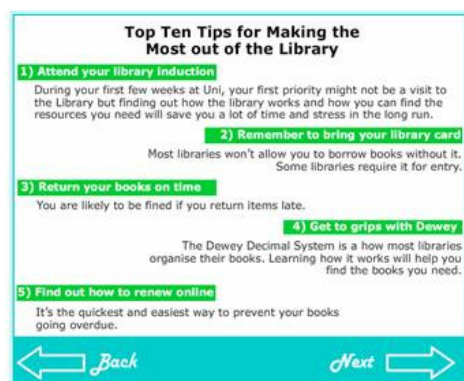 Top Ten Tips for Making the
Most out of the Library
1) Attend your library induction
During your first few weeks at Uni, your first priority might not be a visit to
the Library but finding out how the library works and how you can find the
resources you need will save you a lot of time and stress in the long run.
2) Remember to bring your library card
Most libraries won't allow you to borrow books without it.
Some libraries require it for entry.
3) Return your books on time
You are likely to be fined if you return items late.
4) Get to grips with Dewey
The Dewey Decimal System is a how most libraries
organise their books. Learning how it works will help you
find the books you need.
5) Find out how to renew online
It's the quickest and easiest way to prevent your books
going overdue.
Back
Next